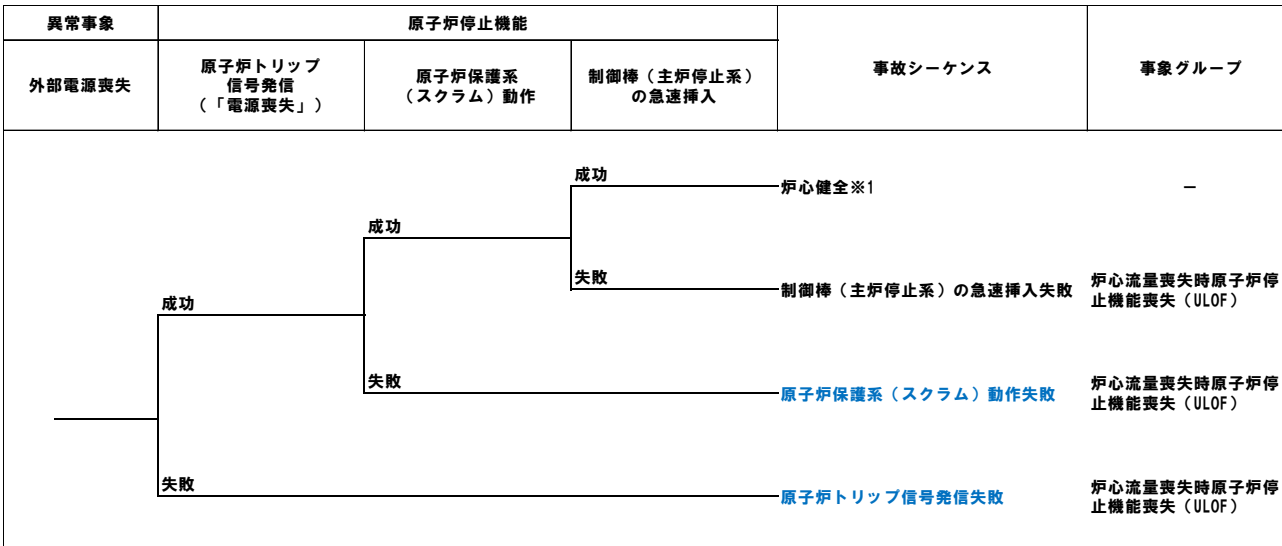 異常事象
原子炉停止機能
外部電源喪失
原子炉トリップ
信号発信
（「電源喪失」）
原子炉保護系
（スクラム）動作
制御棒（主炉停止系）
の急速挿入
事故シーケンス
事象グループ
成功
炉心健全※1
－
成功
失敗
制御棒（主炉停止系）の急速挿入失敗
炉心流量喪失時原子炉停
止機能喪失（ULOF）
成功
失敗
原子炉保護系（スクラム）動作失敗
炉心流量喪失時原子炉停
止機能喪失（ULOF）
失敗
原子炉トリップ信号発信失敗
炉心流量喪失時原子炉停
止機能喪失（ULOF）